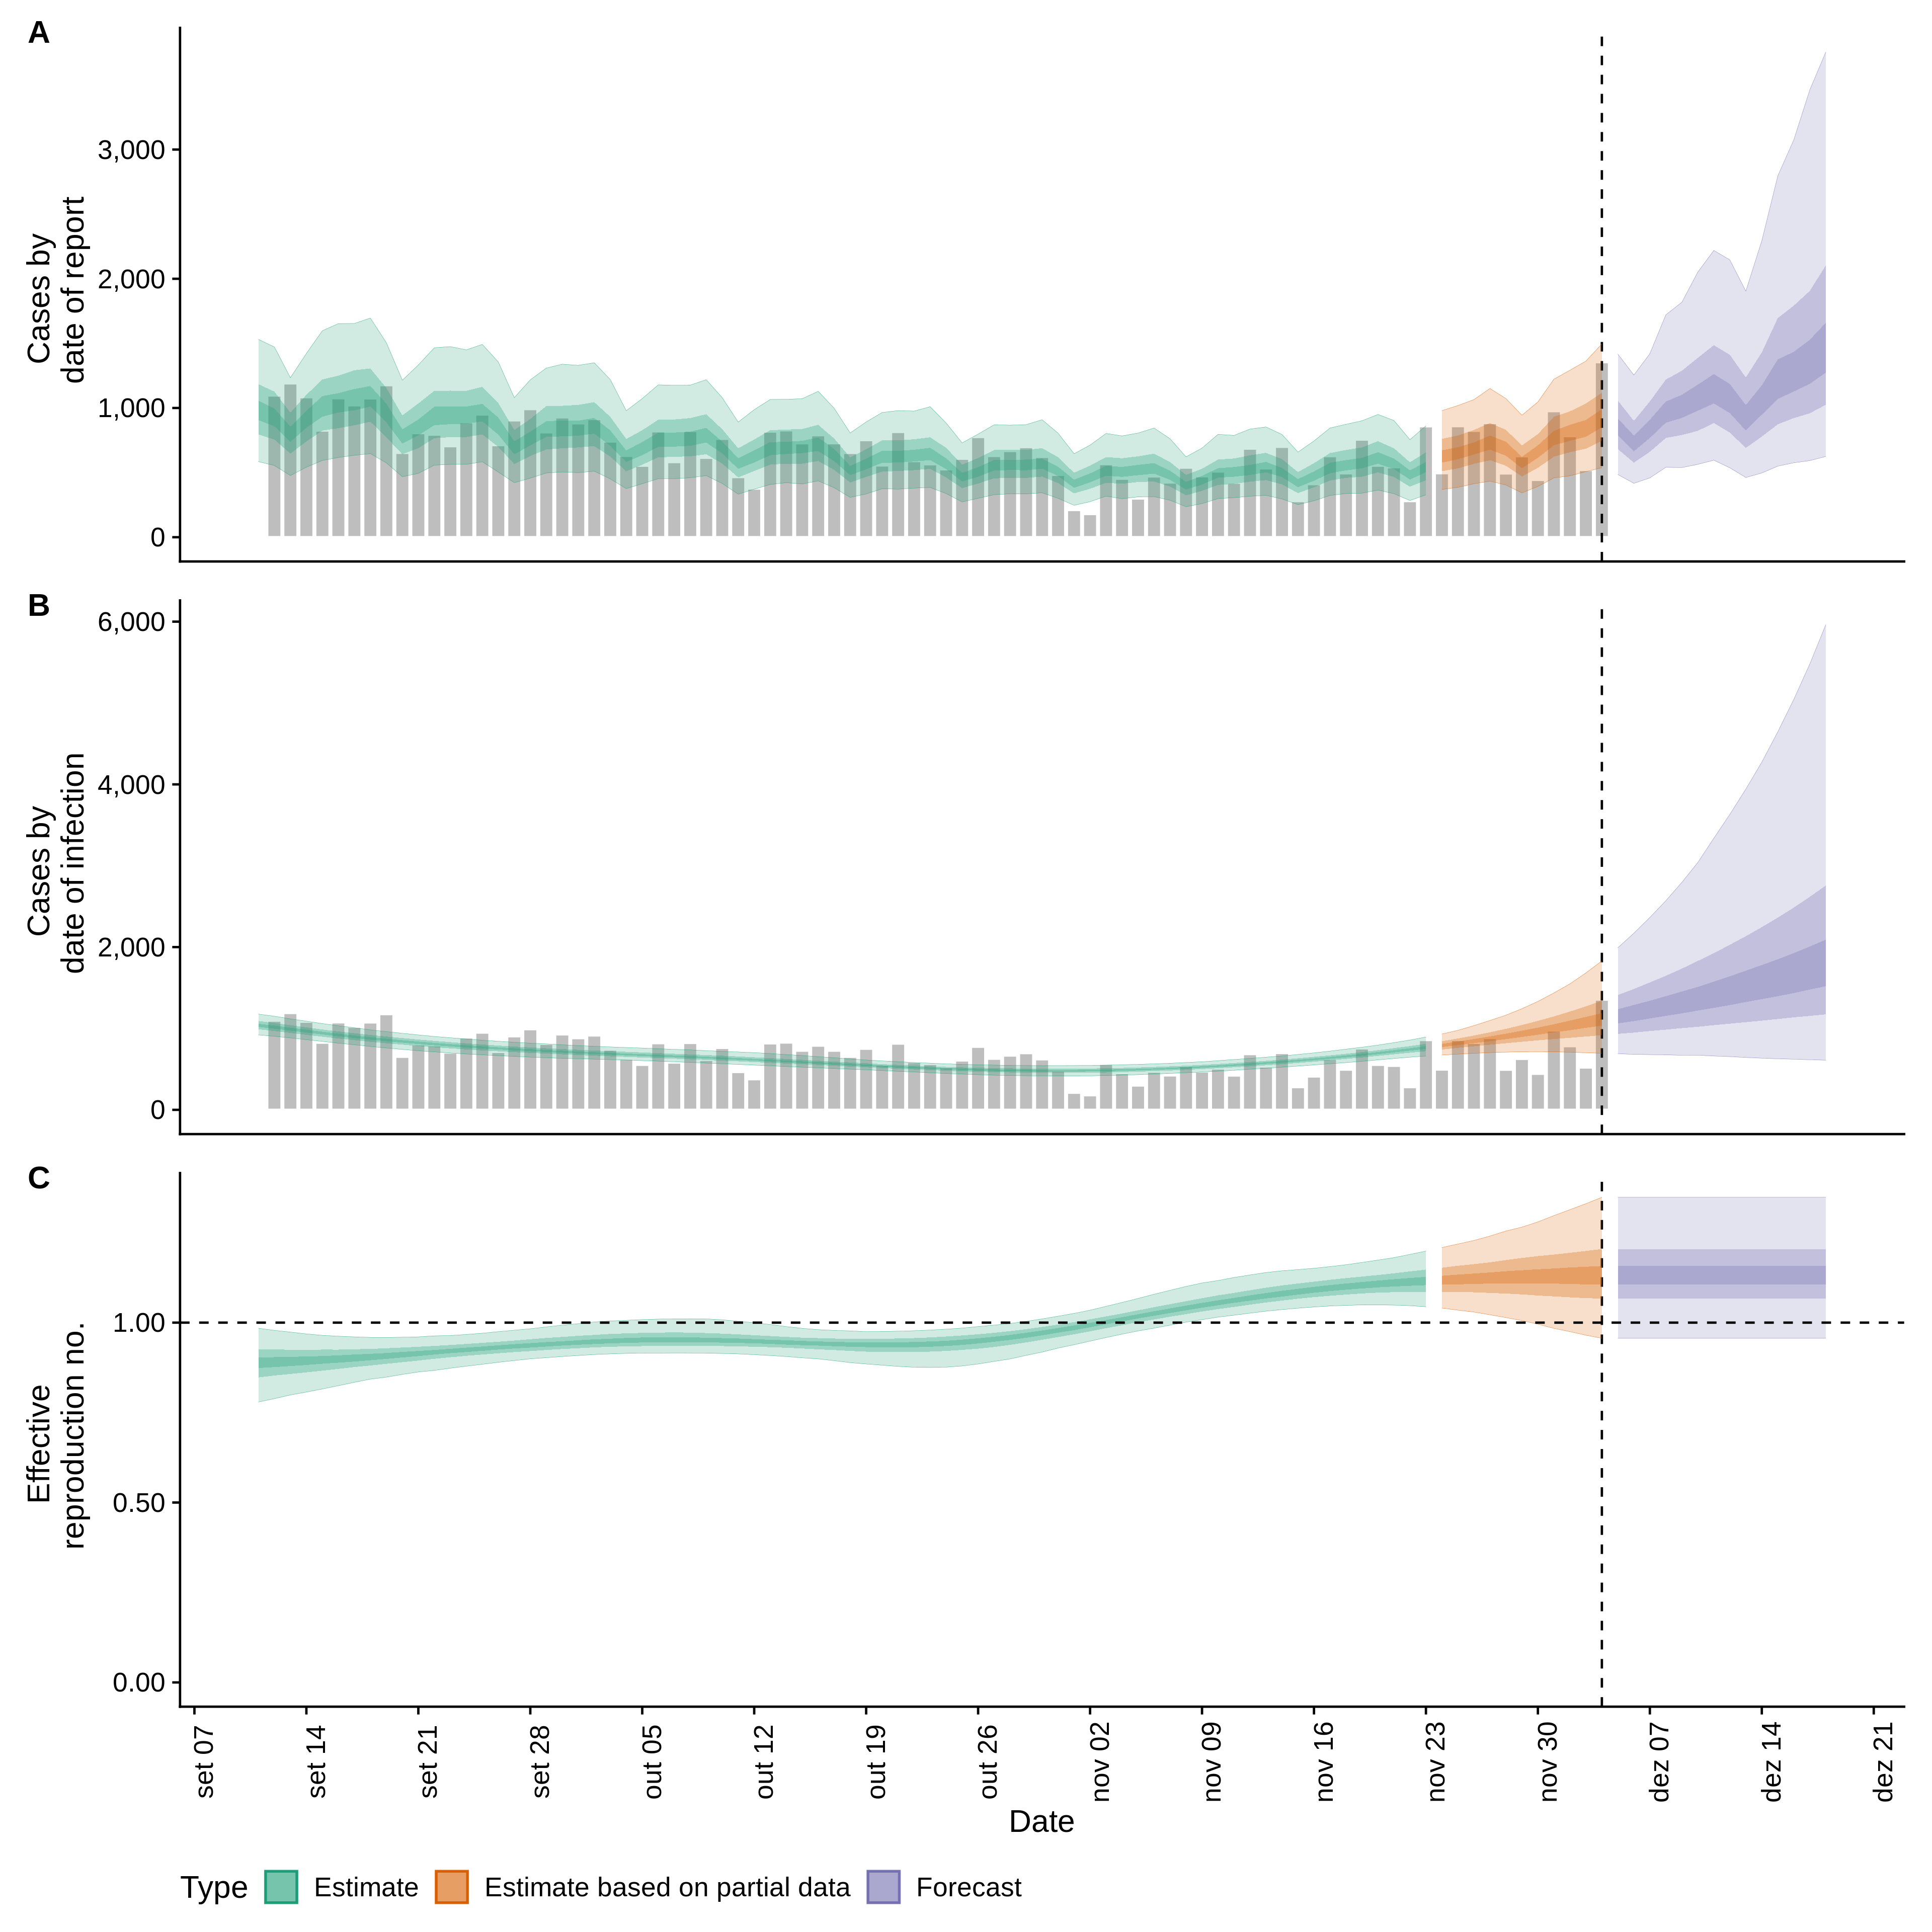 A
Cases by
date of report
3,000
2,000
1,000
0
B
Cases by
date of infection
6,000
4,000
2,000
0
C
Effective
reproduction no.
1.00
0.50
0.00
set 07
set 14
set 21
set 28
out 05
out 12
out 19
out 26
nov 02
nov 09
nov 16
nov 23
nov 30
dez 07
dez 14
dez 21
Date
Type Estimate Estimate based on partial data Forecast